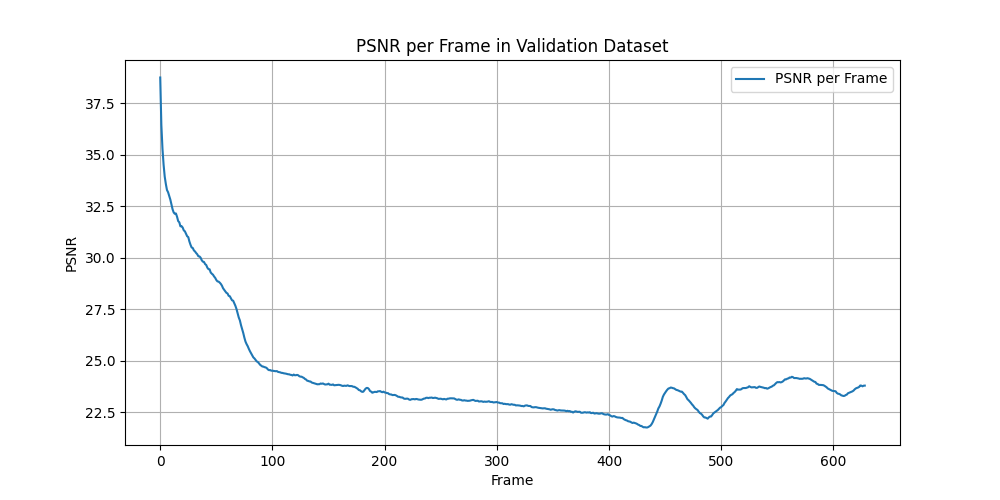 PSNR per Frame in Validation Dataset
PSNR per Frame
37.5
35.0
32.5
30.0
27.5
25.0
22.5
PSNR
0 100 200 300 400 500 600
Frame